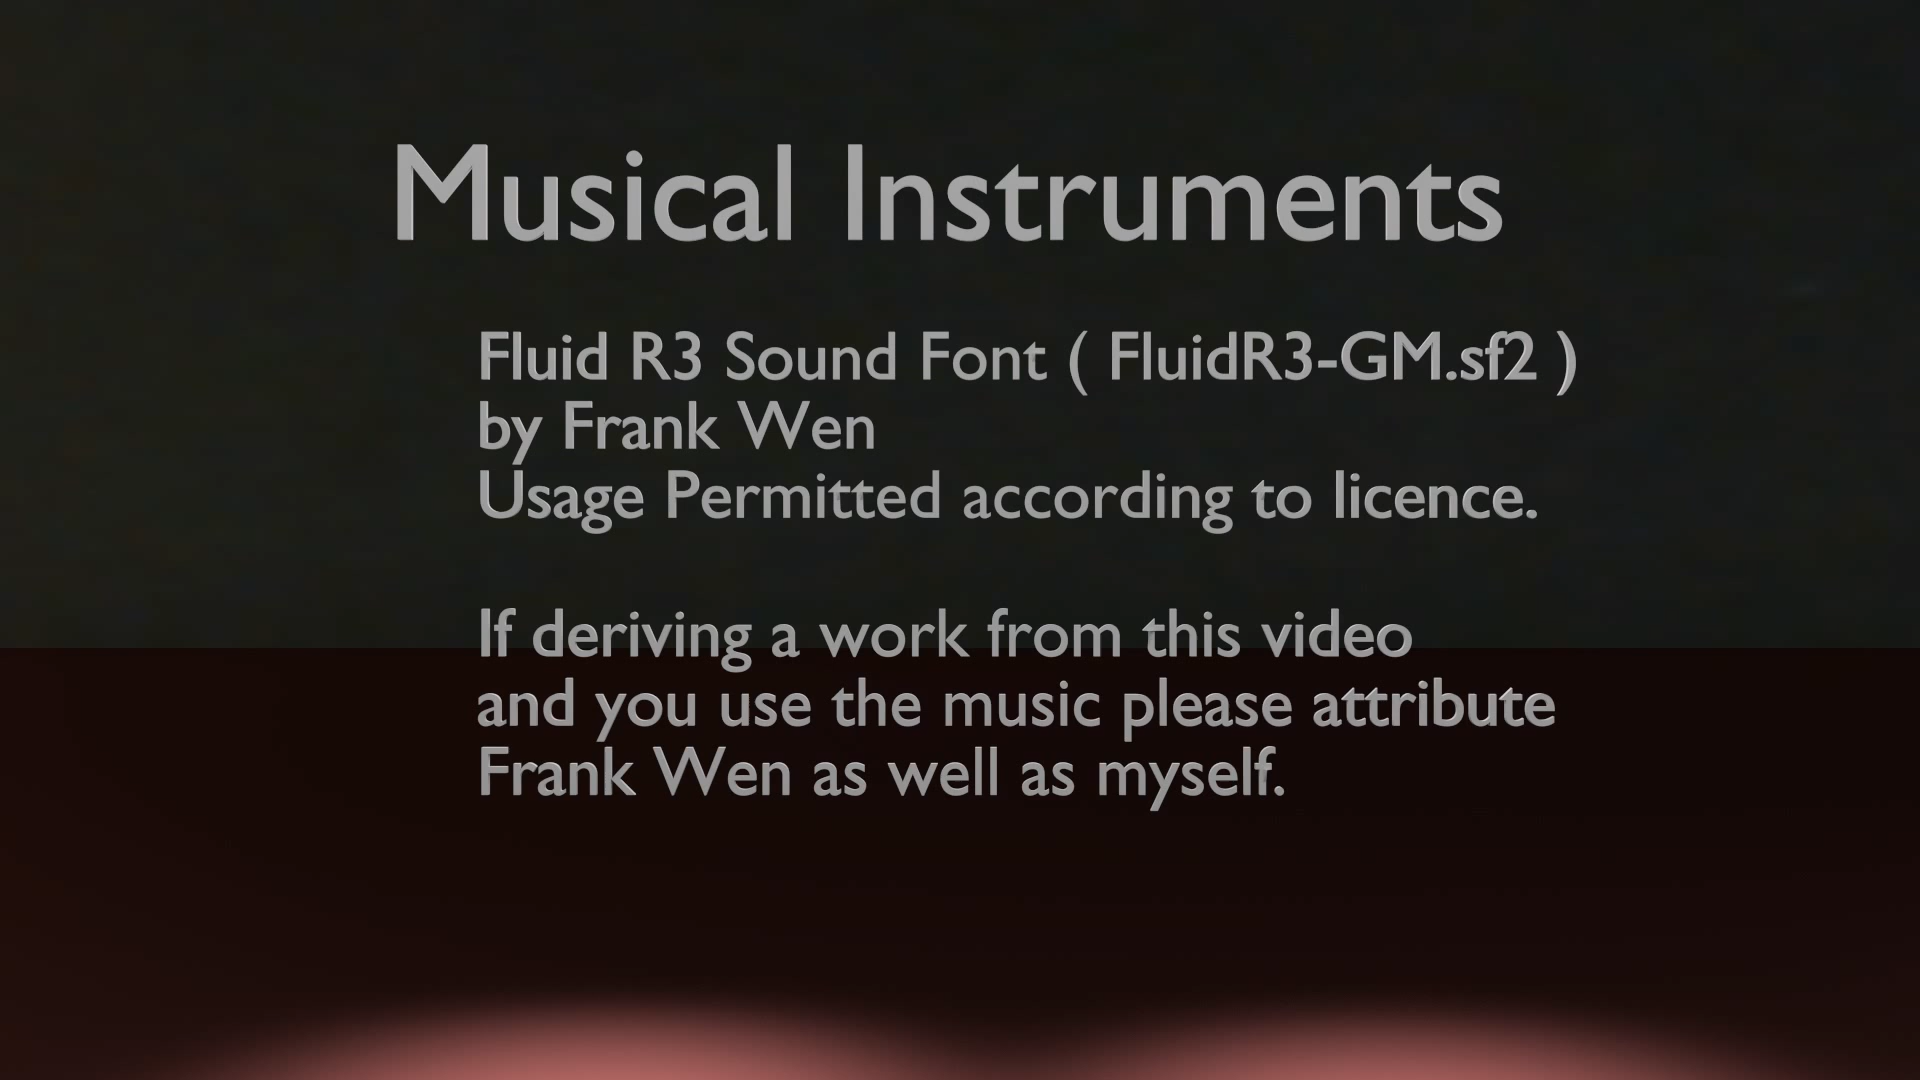 Musical Instruments
Fluid R3 Sound Font ( FluidR3-GM.sf2 )
by Frank Wen
Usage Permitted according to licence.
If deriving a work from this video
and you use the music please attribute
Frank Wen as well as myself.